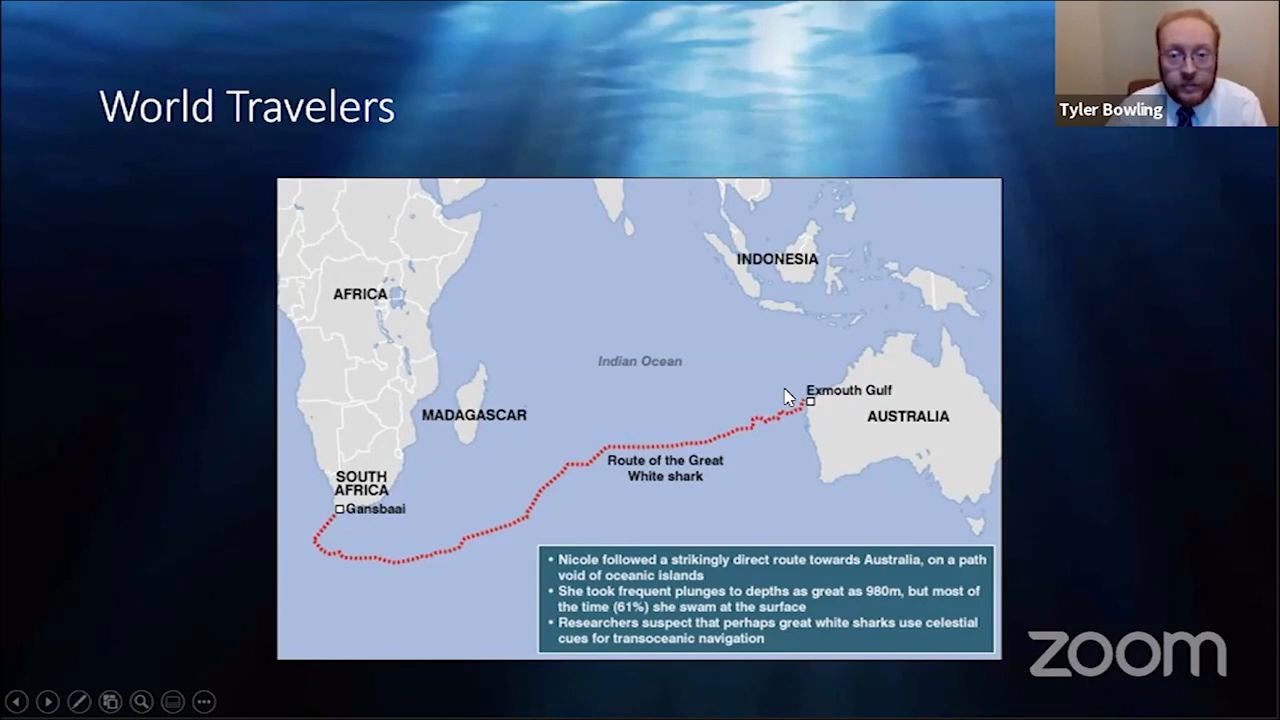 World Travelers
Tyler Bowling
INDONESIA
AFRICA
Indian Ocean
Exmouth Gulf
MADAGASCAR
AUSTRALIA
Route of the Great
White shark
SOUTH
AFRICA
Gansbaai
• Nicole followed a strikingly direct route towards Australia, on a path
void of oceanic islands
• She took frequent plunges to depths as great as 980m, but most of
the time (61%) she swam at the surface
• Researchers suspect that perhaps great white sharks use celestial
cues for transoceanic navigation
zoom